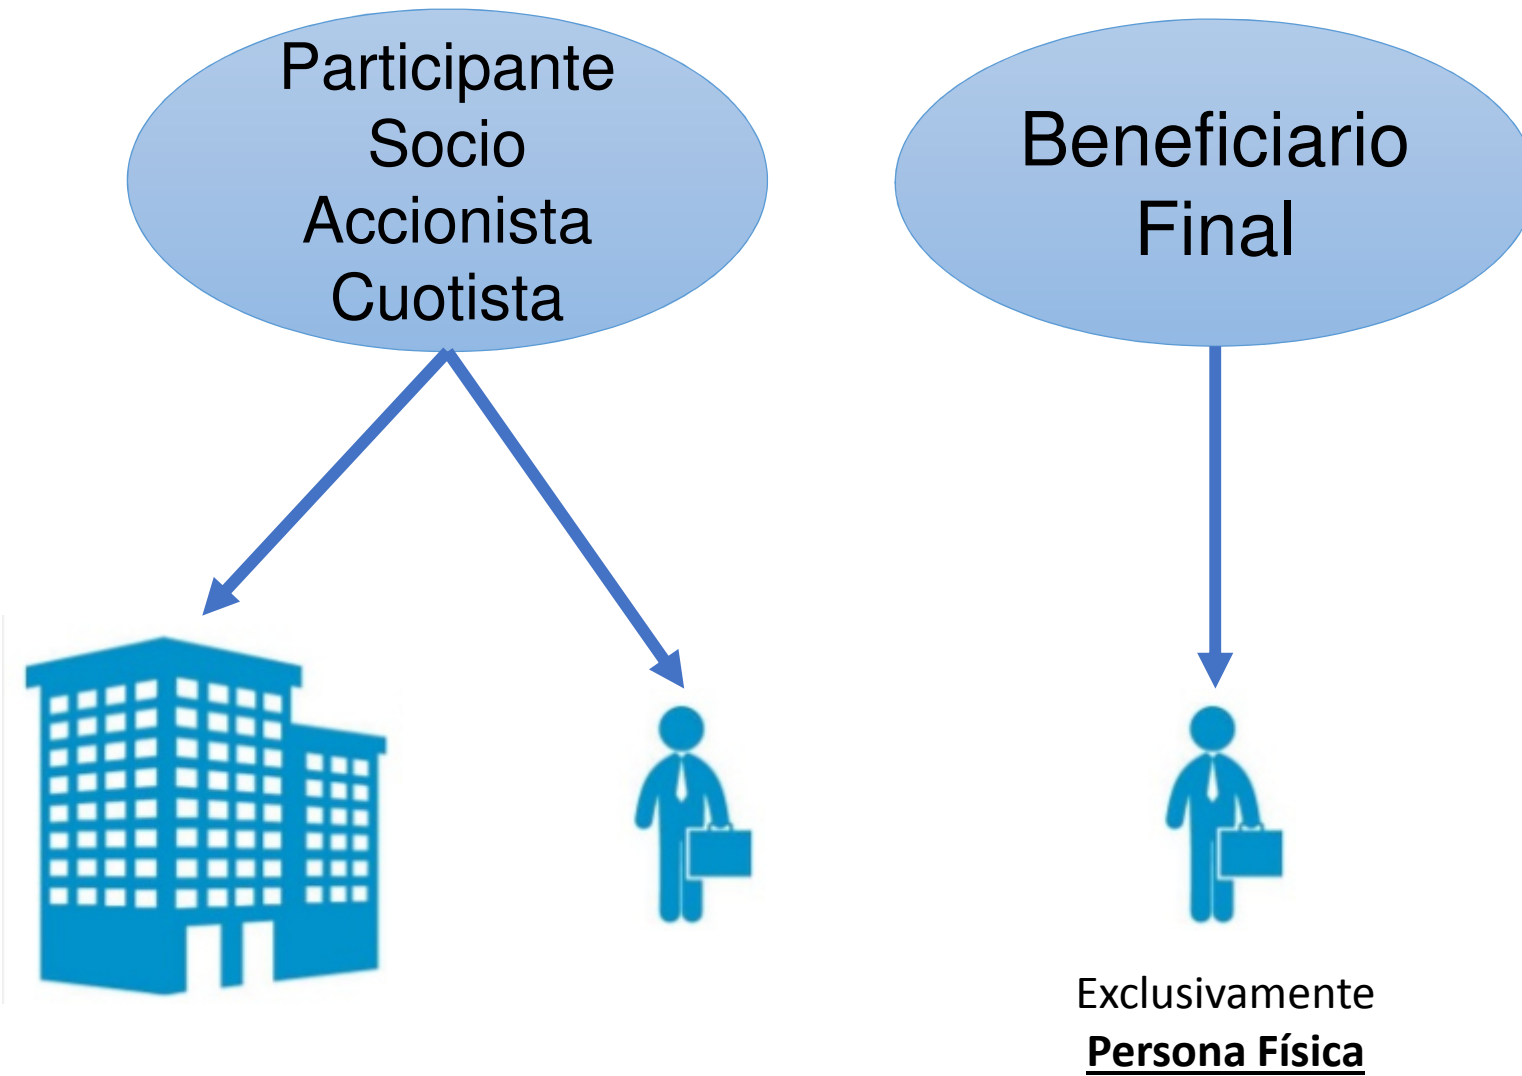 Participante
Socio
Accionista
Cuotista
Beneficiario
Final
Exclusivamente
Persona Física